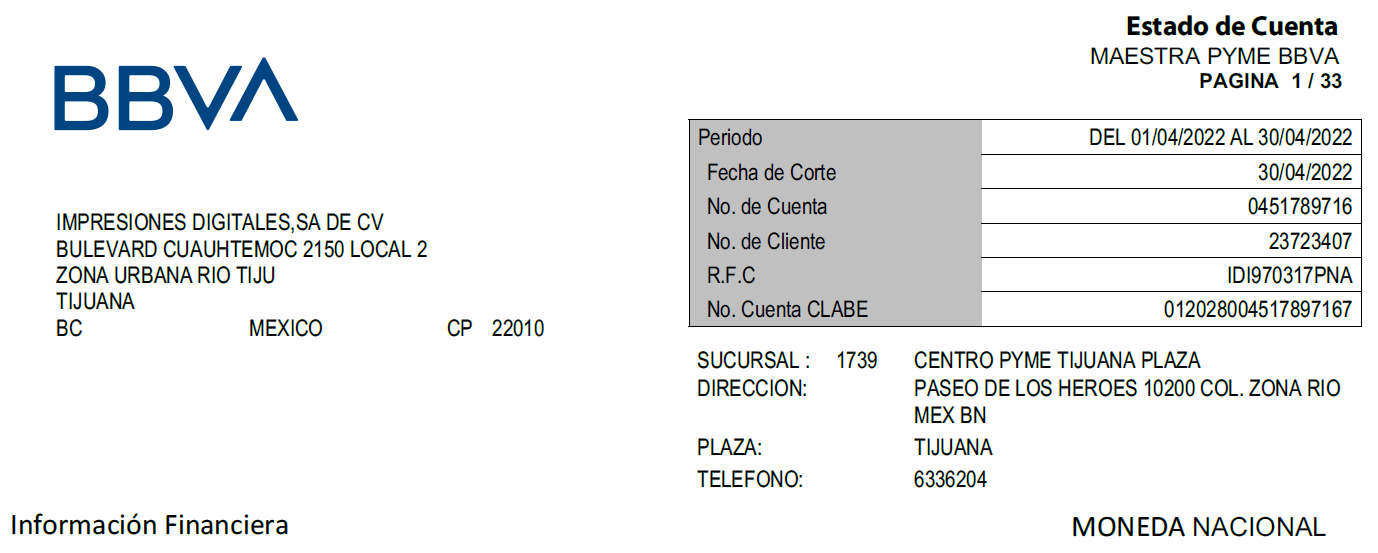 Estado de Cuenta
MAESTRA PYME BBVA
PAGINA 1 / 33
BBVA
Periodo DEL 01/04/2022 AL 30/04/2022
Fecha de Corte 30/04/2022
No. de Cuenta 0451789716
No. de Cliente 23723407
R.F.C IDI970317PNA
No. Cuenta CLABE 012028004517897167
IMPRESIONES DIGITALES,SA DE CV
BULEVARD CUAUHTEMOC 2150 LOCAL 2
ZONA URBANA RIO TIJU
TIJUANA
BC MEXICO CP 22010
SUCURSAL : 1739 CENTRO PYME TIJUANA PLAZA
DIRECCION: PASEO DE LOS HEROES 10200 COL. ZONA RIO
MEX BN
PLAZA: TIJUANA
TELEFONO: 6336204
Información Financiera MONEDA NACIONAL